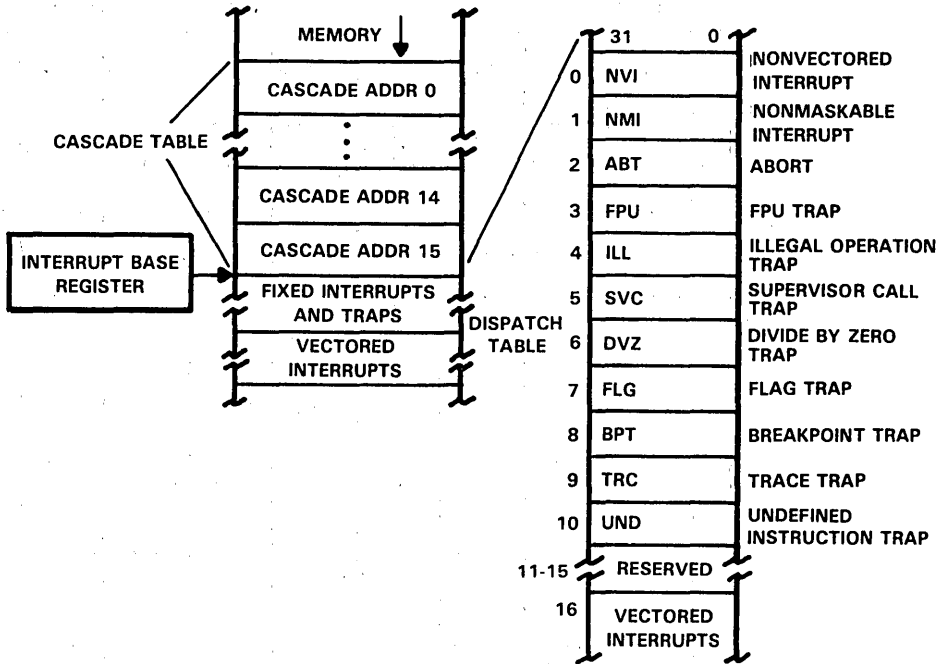 MEMORY
CASCADE ADDR 0
CASCADE TABLE
CASCADE ADDR 14
CASCADE ADDR 15
INTERRUPT BASE
REGISTER
FIXED INTERRUPTS
AND TRAPS
VECTORED
INTERRUPTS
DISPATCH
TABLE
31 0
0 NVI NONVECTORED
INTERRUPT
1 NMI NONMASKABLE
INTERRUPT
2 ABT ABORT
3 FPU FPU TRAP
4 ILL ILLEGAL OPERATION
TRAP
5 SVC SUPERVISOR CALL
TRAP
6 DVZ DIVIDE BY ZERO
TRAP
7 FLG FLAG TRAP
8 BPT BREAKPOINT TRAP
9 TRC TRACE TRAP
10 UND UNDEFINED
INSTRUCTION TRAP
11-15 RESERVED
16 VECTORED
INTERRUPTS